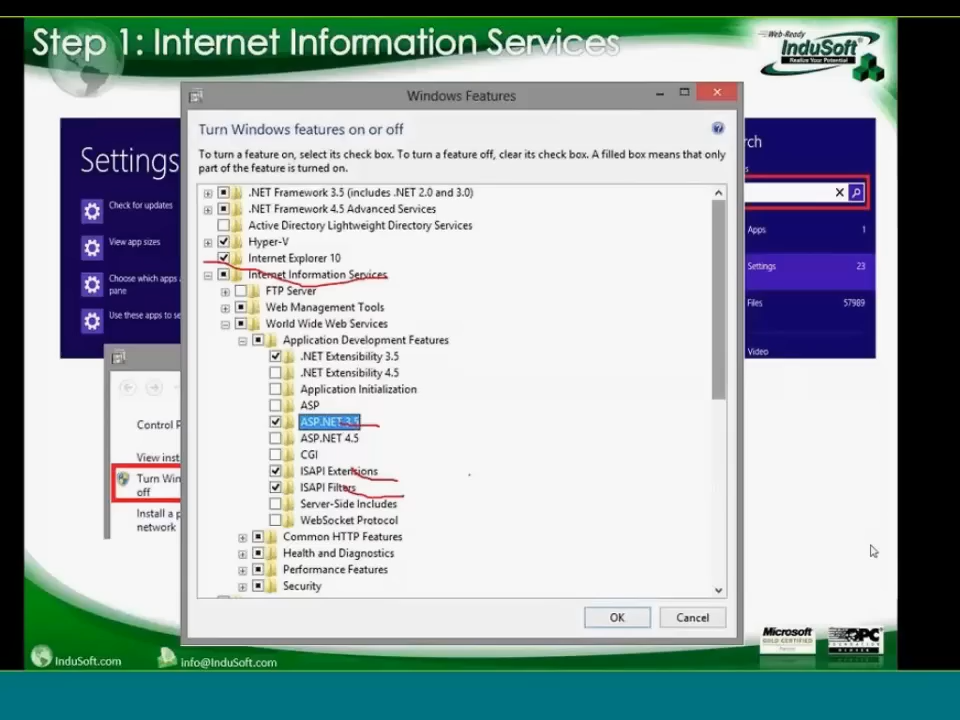 Step 1: Internet Information Services
Web-Ready
InduSoft
Realize Your Potential
Windows Features
Turn Windows features on or off
To turn a feature on, select its check box. To turn a feature off, clear its check box. A filled box means that only
part of the feature is turned on.
.NET Framework 3.5 (includes .NET 2.0 and 3.0)
.NET Framework 4.5 Advanced Services
Active Directory Lightweight Directory Services
Hyper-V
Internet Explorer 10
Internet Information Services
FTP Server
Web Management Tools
World Wide Web Services
Application Development Features
.NET Extensibility 3.5
.NET Extensibility 4.5
Application Initialization
ASP
ASP.NET 3.5
ASP.NET 4.5
CGI
ISAPI Extensions
ISAPI Filters
Server-Side Includes
WebSocket Protocol
Common HTTP Features
Health and Diagnostics
Performance Features
Security
OK
Cancel
Settings
Check for updates
View app sizes
Choose which apps
pane
Use these apps to se
Control P
View inst
Turn Win
off
Install a p
network
rch
Apps 1
Settings 23
Files 57989
Video
InduSoft.com
info@InduSoft.com
Microsoft
OPC